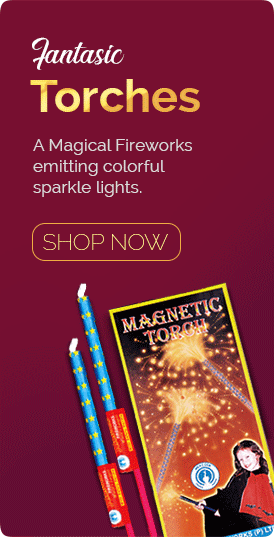 Fantasic
Torches
A Magical Fireworks
emitting colorful
sparkle lights.
SHOP NOW
MAGNETIC
TORCH